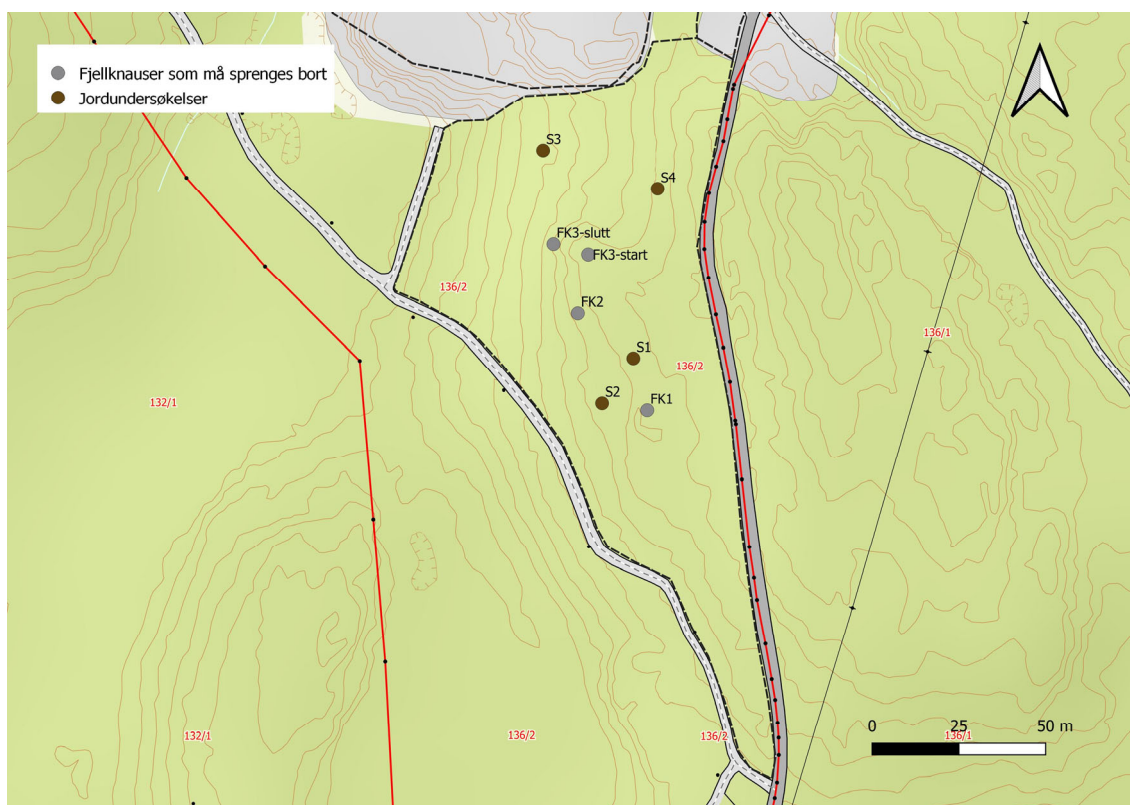 Fjellknauser som må sprenges bort
Jordundersøkelser
S3
S4
FK3-slutt
FK3-start
136/2
FK2
136/1
S1
136/2
132/1
S2
FK1
0 25 50 m
132/1
136/2
136/2
136/1